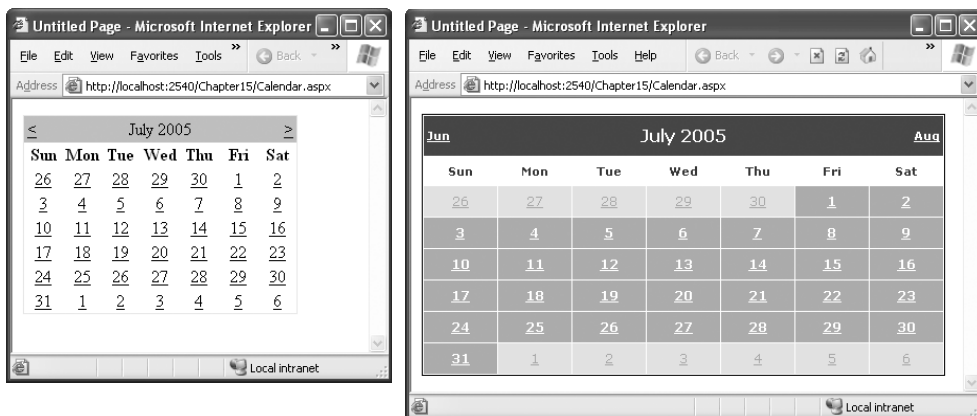 Untitled Page - Microsoft Internet Explorer
File Edit View Favorites Tools » Back »
Address http://localhost:2540/Chapter15/Calendar.aspx
< July 2005 >
Sun Mon Tue Wed Thu Fri Sat
26 27 28 29 30 1 2
3 4 5 6 7 8 9
10 11 12 13 14 15 16
17 18 19 20 21 22 23
24 25 26 27 28 29 30
31 1 2 3 4 5 6
Local intranet
Untitled Page - Microsoft Internet Explorer
File Edit View Favorites Tools Help Back »
Address http://localhost:2540/Chapter15/Calendar.aspx
Jun July 2005 Aug
Sun Mon Tue Wed Thu Fri Sat
26 27 28 29 30 1 2
3 4 5 6 7 8 9
10 11 12 13 14 15 16
17 18 19 20 21 22 23
24 25 26 27 28 29 30
31 1 2 3 4 5 6
Local intranet